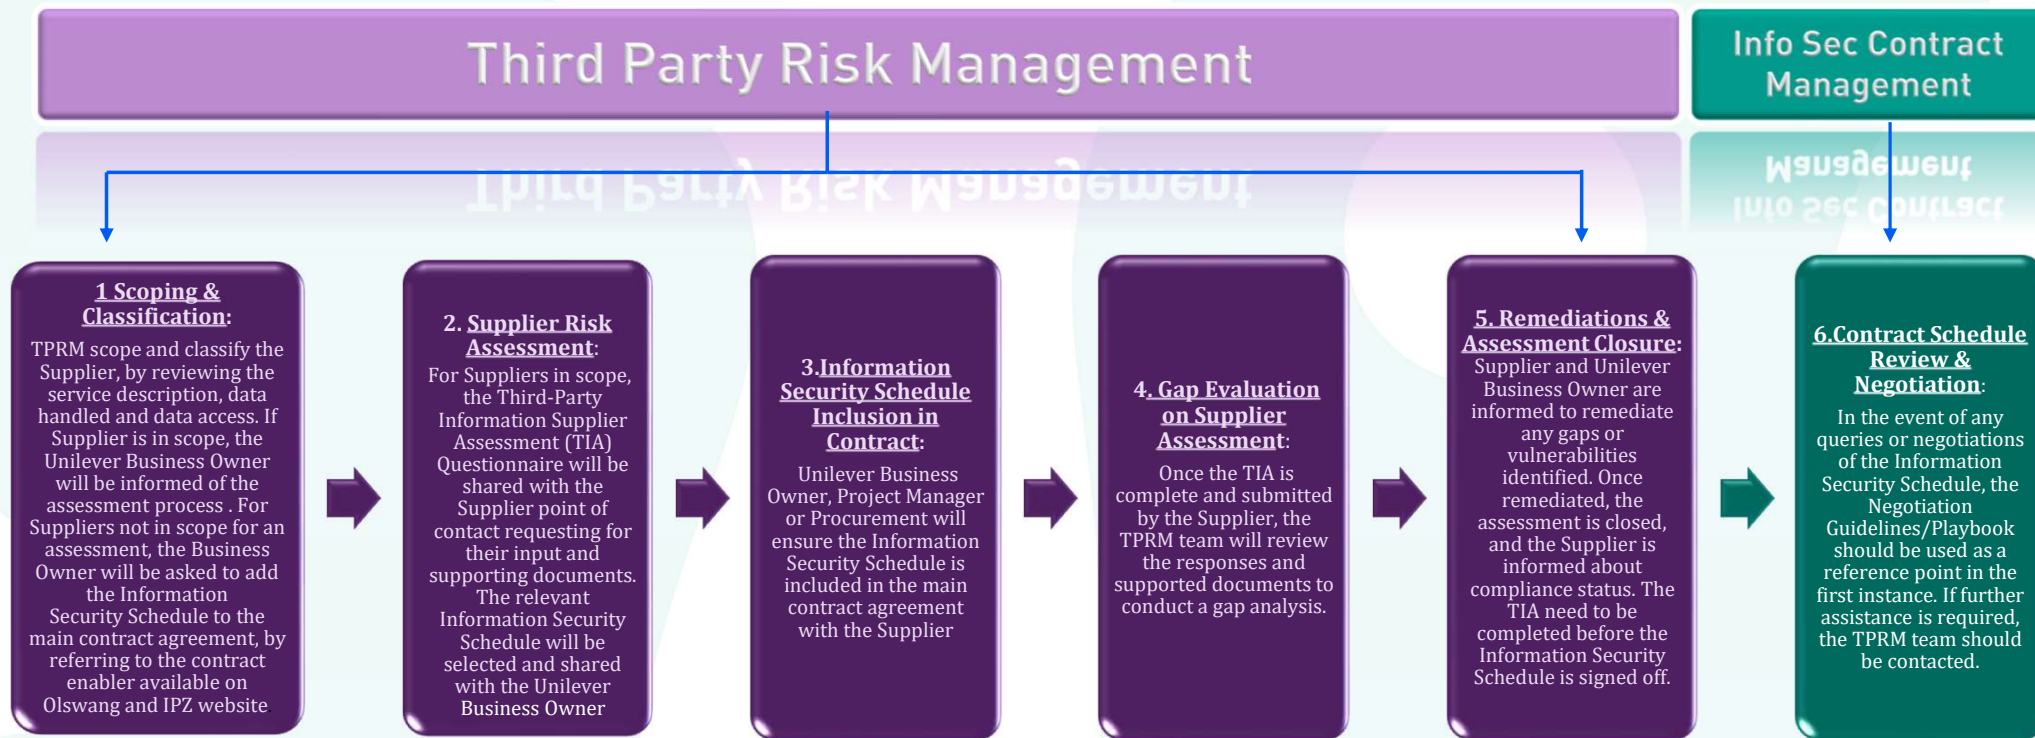 Third Party Risk Management
Info Sec Contract
Management
1 Scoping &
Classification:
TPRM scope and classify the
Supplier, by reviewing the
service description, data
handled and data access. If
Supplier is in scope, the
Unilever Business Owner
will be informed of the
assessment process . For
Suppliers not in scope for an
assessment, the Business
Owner will be asked to add
the Information
Security Schedule to the
main contract agreement, by
referring to the contract
enabler available on
Olswang and IPZ website.
2. Supplier Risk
Assessment:
For Suppliers in scope,
the Third-Party
Information Supplier
Assessment (TIA)
Questionnaire will be
shared with the
Supplier point of
contact requesting for
their input and
supporting documents.
The relevant
Information Security
Schedule will be
selected and shared
with the Unilever
Business Owner
3.Information
Security Schedule
Inclusion in
Contract:
Unilever Business
Owner, Project Manager
or Procurement will
ensure the Information
Security Schedule is
included in the main
contract agreement
with the Supplier
4. Gap Evaluation
on Supplier
Assessment:
Once the TIA is
complete and submitted
by the Supplier, the
TPRM team will review
the responses and
supported documents to
conduct a gap analysis.
5. Remediations &
Assessment Closure:
Supplier and Unilever
Business Owner are
informed to remediate
any gaps or
vulnerabilities
identified. Once
remediated, the
assessment is closed,
and the Supplier is
informed about
compliance status. The
TIA need to be
completed before the
Information Security
Schedule is signed off.
6.Contract Schedule
Review &
Negotiation:
In the event of any
queries or negotiations
of the Information
Security Schedule, the
Negotiation
Guidelines/Playbook
should be used as a
reference point in the
first instance. If further
assistance is required,
the TPRM team should
be contacted.